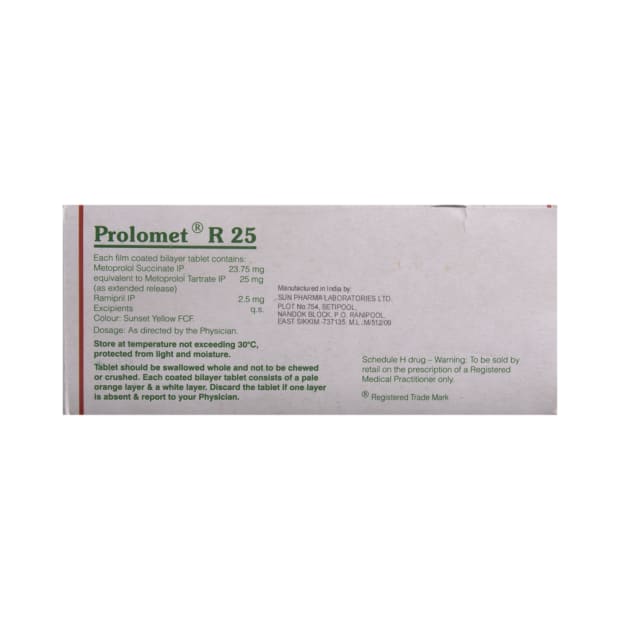 Prolomet® R 25
Each film coated bilayer tablet contains:
Metoprolol Succinate IP 23.75 mg
equivalent to Metoprolol Tartrate IP 25 mg
(as extended release)
Ramipril IP 2.5 mg
Excipients q.s.
Colour: Sunset Yellow FCF
Dosage: As directed by the Physician.
Store at temperature not exceeding 30°C,
protected from light and moisture.
Tablet should be swallowed whole and not to be chewed
or crushed. Each coated bilayer tablet consists of a pale
orange layer & a white layer. Discard the tablet if one layer
is absent & report to your Physician.
Manufactured in India by:
SUN PHARMA LABORATORIES LTD.
PLOT No.754, SETIPOOL,
NANDOK BLOCK, P.O. RANIPOOL,
EAST SIKKIM -737135. M.L.:M/512/09
Schedule H drug – Warning: To be sold by
retail on the prescription of a Registered
Medical Practitioner only.
® Registered Trade Mark